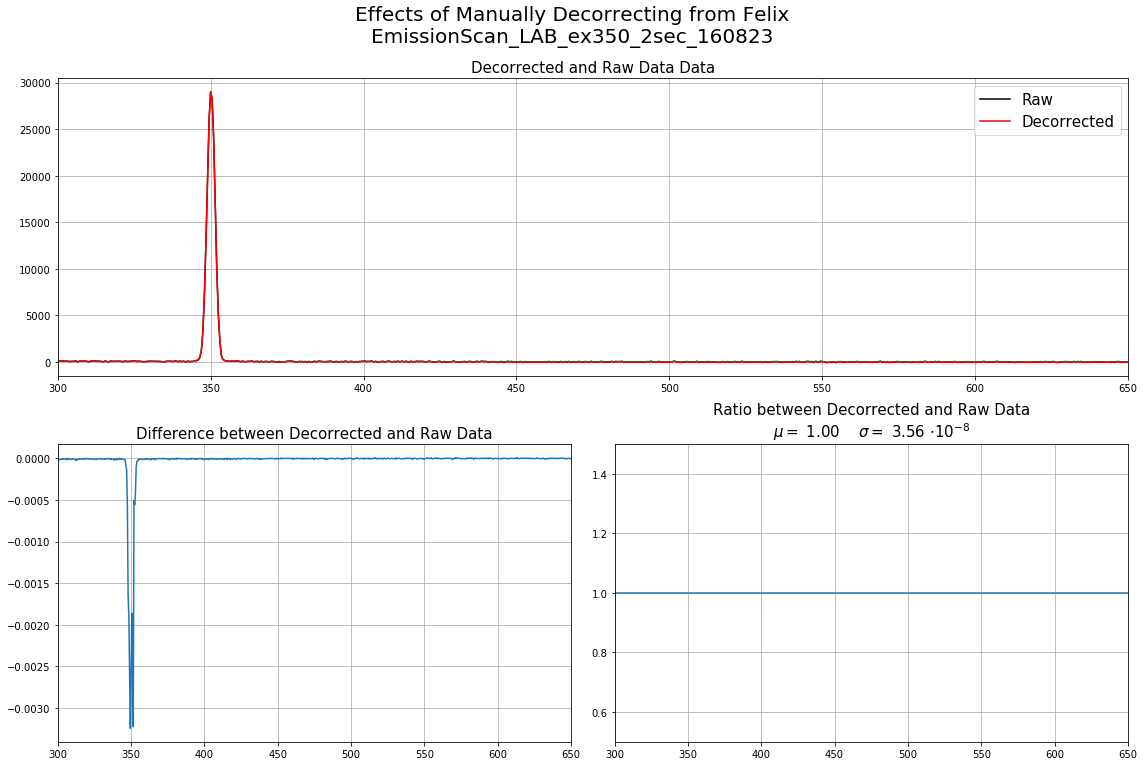 Effects of Manually Decorrecting from Felix
EmissionScan_LAB_ex350_2sec_160823
Decorrected and Raw Data Data
30000
25000
20000
15000
10000
5000
0
Raw
Decorrected
300 350 400 450 500 550 600 650
Difference between Decorrected and Raw Data
0.0000
−0.0005
−0.0010
−0.0015
−0.0020
−0.0025
−0.0030
300 350 400 450 500 550 600 650
Ratio between Decorrected and Raw Data
μ = 1.00 σ = 3.56 ·10⁻⁸
1.4
1.2
1.0
0.8
0.6
300 350 400 450 500 550 600 650